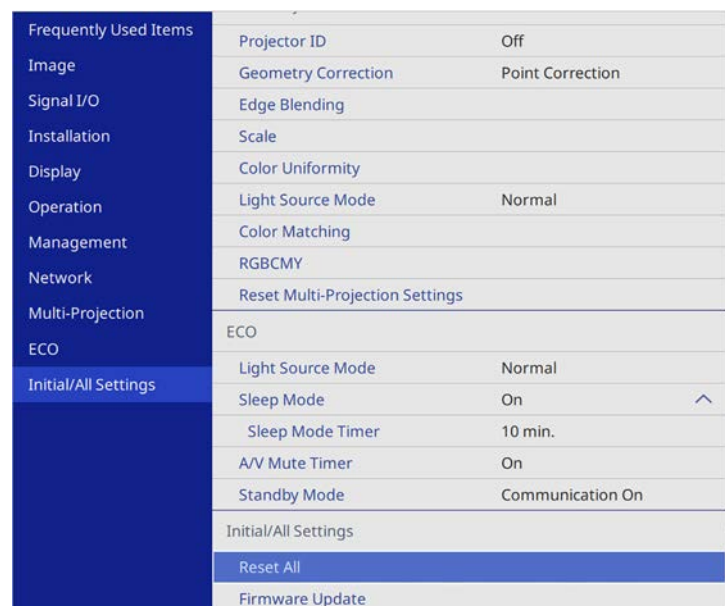 Frequently Used Items
Image
Signal I/O
Installation
Display
Operation
Management
Network
Multi-Projection
ECO
Initial/All Settings
Projector ID Off
Geometry Correction Point Correction
Edge Blending
Scale
Color Uniformity
Light Source Mode Normal
Color Matching
RGBCMY
Reset Multi-Projection Settings
ECO
Light Source Mode Normal
Sleep Mode On
Sleep Mode Timer 10 min.
A/V Mute Timer On
Standby Mode Communication On
Initial/All Settings
Reset All
Firmware Update